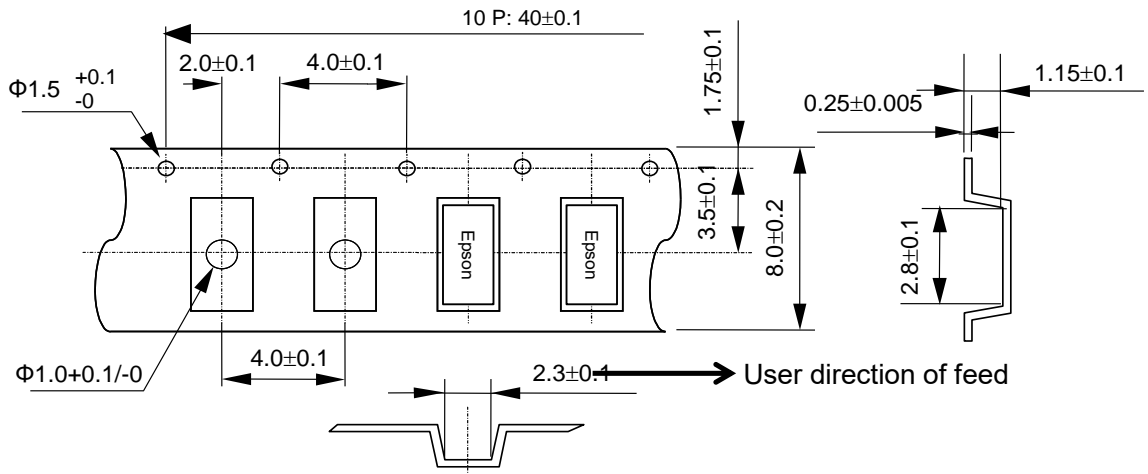 10 P: 40±0.1
2.0±0.1
4.0±0.1
1.75±0.1
Φ1.5 +0.1
-0
1.15±0.1
0.25±0.005
3.5±0.1
8.0±0.2
2.8±0.1
Epson
Epson
Φ1.0+0.1/-0
4.0±0.1
2.3±0.1
User direction of feed